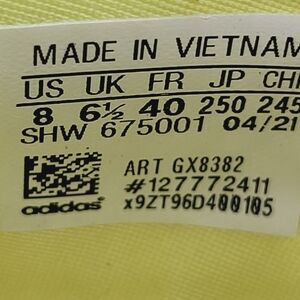 MADE IN VIETNAM
US UK FR JP CHI
8 6½ 40 250 245
SHW 675001 04/21
ART GX8382
#127772411
adidas x9ZT96D400105